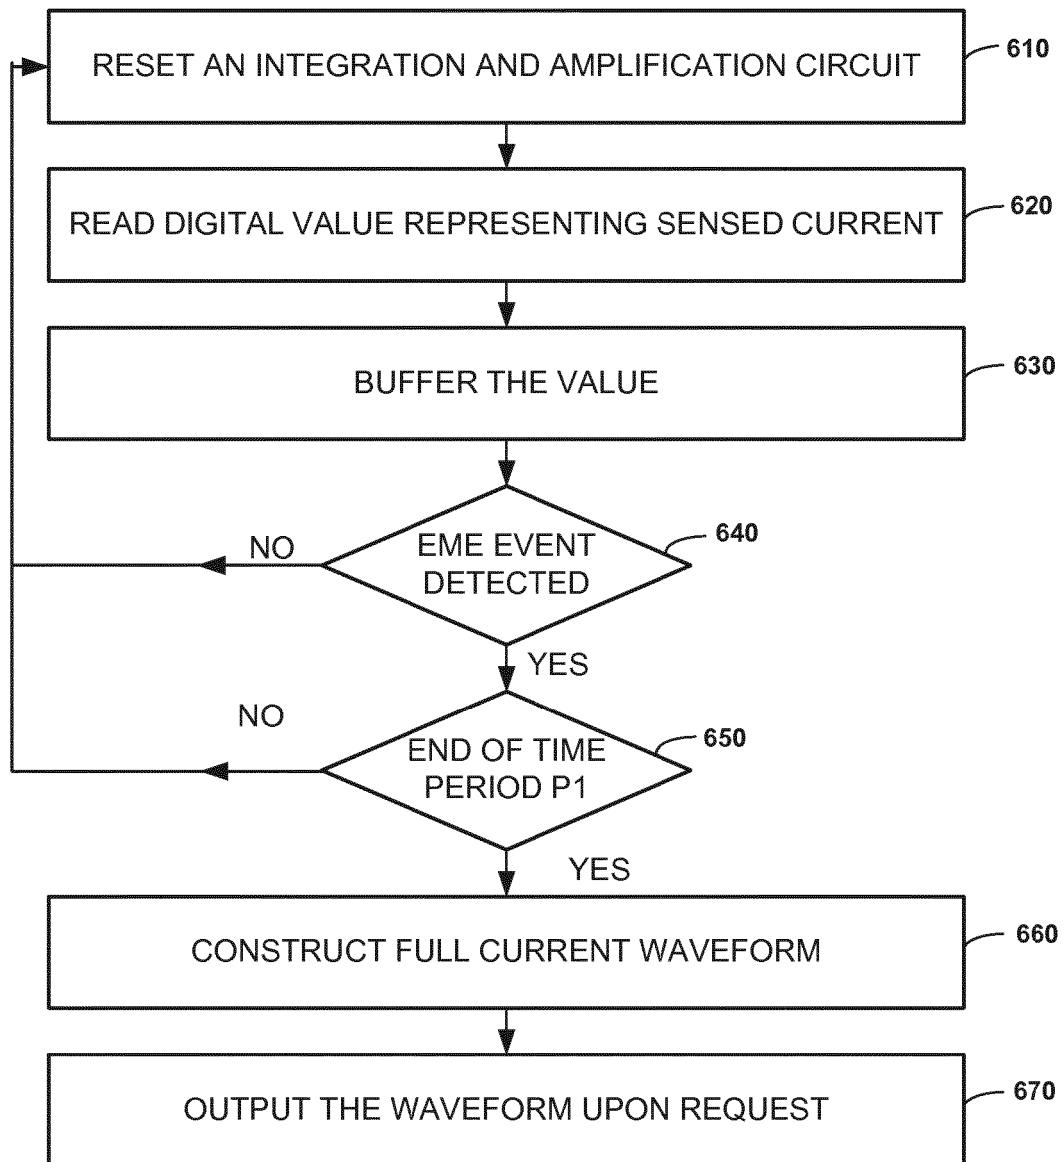 RESET AN INTEGRATION AND AMPLIFICATION CIRCUIT
610
READ DIGITAL VALUE REPRESENTING SENSED CURRENT
620
BUFFER THE VALUE
630
EME EVENT
DETECTED
640
NO
YES
END OF TIME
PERIOD P1
650
NO
YES
CONSTRUCT FULL CURRENT WAVEFORM
660
OUTPUT THE WAVEFORM UPON REQUEST
670